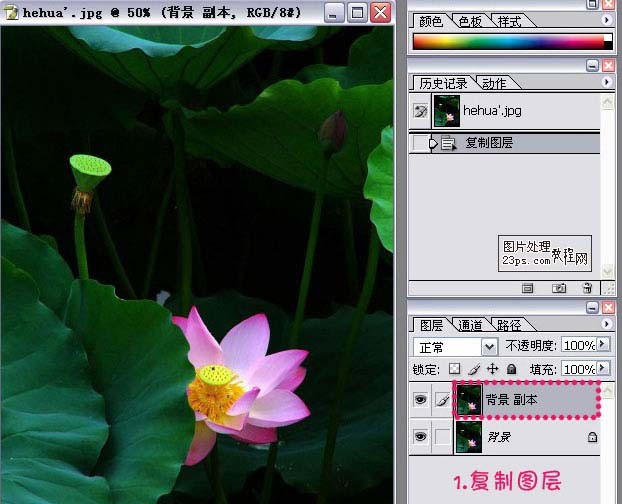 hehua'.jpg @ 50% (背景 副本, RGB/8#)
颜色 色板 样式
历史记录 动作
hehua'.jpg
复制图层
图片处理
23ps.com教程网
图层 通道 路径
正常 不透明度: 100%
锁定: 填充: 100%
背景 副本
背景
1.复制图层